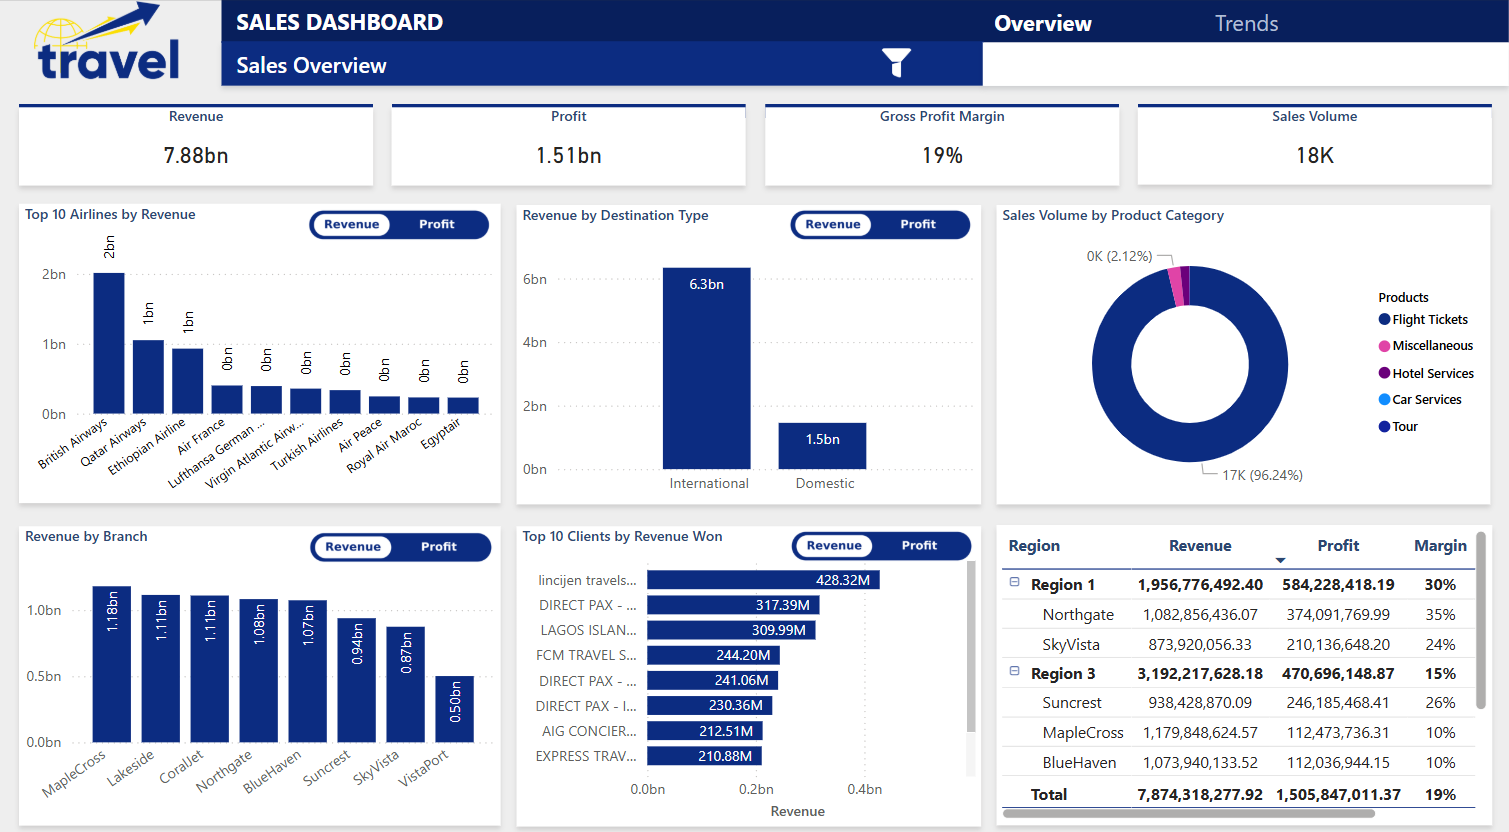 travel
SALES DASHBOARD
Overview
Trends
Sales Overview
Revenue
7.88bn
Profit
1.51bn
Gross Profit Margin
19%
Sales Volume
18K
Top 10 Airlines by Revenue
Revenue Profit
2bn
1bn
0bn
2bn
1bn
1bn
0bn
0bn
0bn
0bn
0bn
0bn
0bn
British Airways
Qatar Airways
Ethiopian Airline
Air France
Lufthansa German ...
Virgin Atlantic Airw...
Turkish Airlines
Air Peace
Royal Air Maroc
Egyptair
Revenue by Destination Type
Revenue Profit
6bn
4bn
2bn
0bn
6.3bn
1.5bn
International
Domestic
Sales Volume by Product Category
0K (2.12%)
17K (96.24%)
Products
Flight Tickets
Miscellaneous
Hotel Services
Car Services
Tour
Revenue by Branch
Revenue Profit
1.0bn
0.5bn
0.0bn
1.18bn
1.11bn
1.11bn
1.08bn
1.07bn
0.94bn
0.87bn
0.50bn
MapleCross
Lakeside
CoralJet
Northgate
BlueHaven
Suncrest
SkyVista
VistaPort
Top 10 Clients by Revenue Won
Revenue Profit
lincijen travels... 428.32M
DIRECT PAX - ... 317.39M
LAGOS ISLAN... 309.99M
FCM TRAVEL S... 244.20M
DIRECT PAX - ... 241.06M
DIRECT PAX - I... 230.36M
AIG CONCIER... 212.51M
EXPRESS TRAV... 210.88M
0.0bn 0.2bn 0.4bn
Revenue
Region Revenue Profit Margin
Region 1 1,956,776,492.40 584,228,418.19 30%
Northgate 1,082,856,436.07 374,091,769.99 35%
SkyVista 873,920,056.33 210,136,648.20 24%
Region 3 3,192,217,628.18 470,696,148.87 15%
Suncrest 938,428,870.09 246,185,468.41 26%
MapleCross 1,179,848,624.57 112,473,736.31 10%
BlueHaven 1,073,940,133.52 112,036,944.15 10%
Total 7,874,318,277.92 1,505,847,011.37 19%